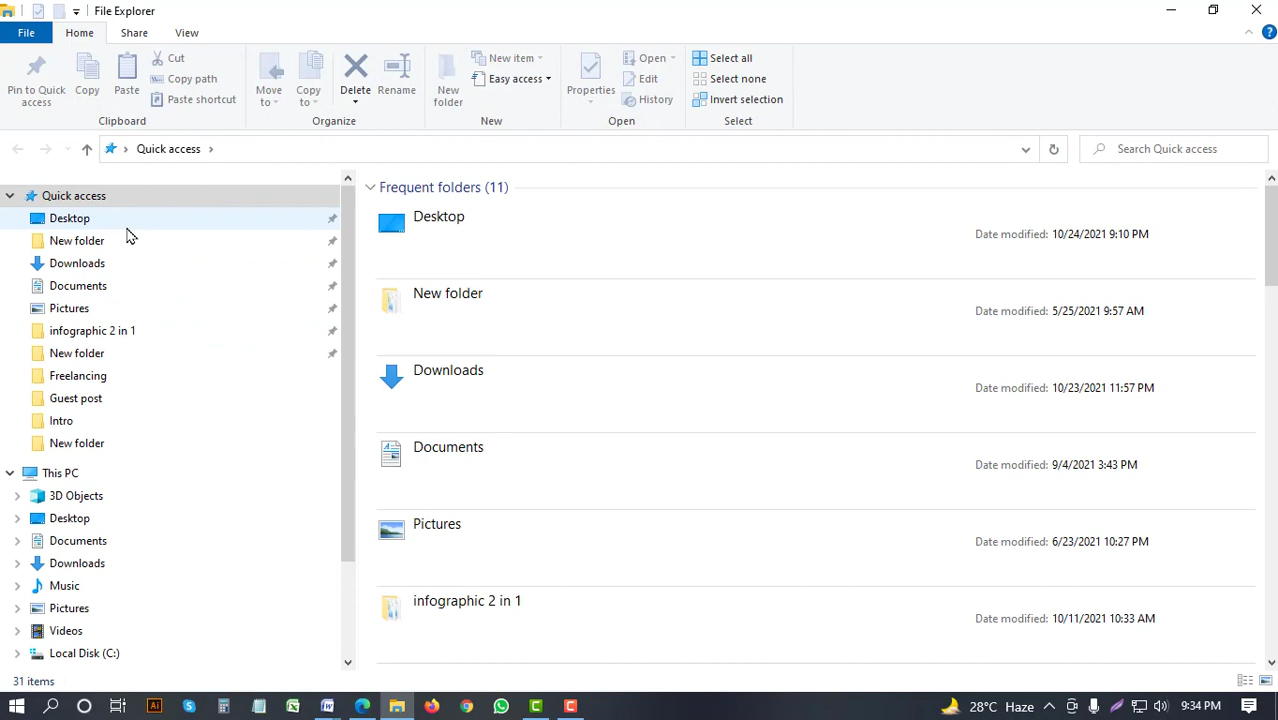 File Explorer
File Home Share View
Pin to Quick access
Copy
Paste
Cut
Copy path
Paste shortcut
Clipboard
Move to
Copy to
Delete
Rename
Organize
New folder
New item
Easy access
New
Properties
Open
Edit
History
Open
Select all
Select none
Invert selection
Select
Quick access
Search Quick access
Quick access
Desktop
New folder
Downloads
Documents
Pictures
infographic 2 in 1
New folder
Freelancing
Guest post
Intro
New folder
This PC
3D Objects
Desktop
Documents
Downloads
Music
Pictures
Videos
Local Disk (C:)
Frequent folders (11)
Desktop
Date modified: 10/24/2021 9:10 PM
New folder
Date modified: 5/25/2021 9:57 AM
Downloads
Date modified: 10/23/2021 11:57 PM
Documents
Date modified: 9/4/2021 3:43 PM
Pictures
Date modified: 6/23/2021 10:27 PM
infographic 2 in 1
Date modified: 10/11/2021 10:33 AM
31 items
Ai
28°C Haze
9:34 PM